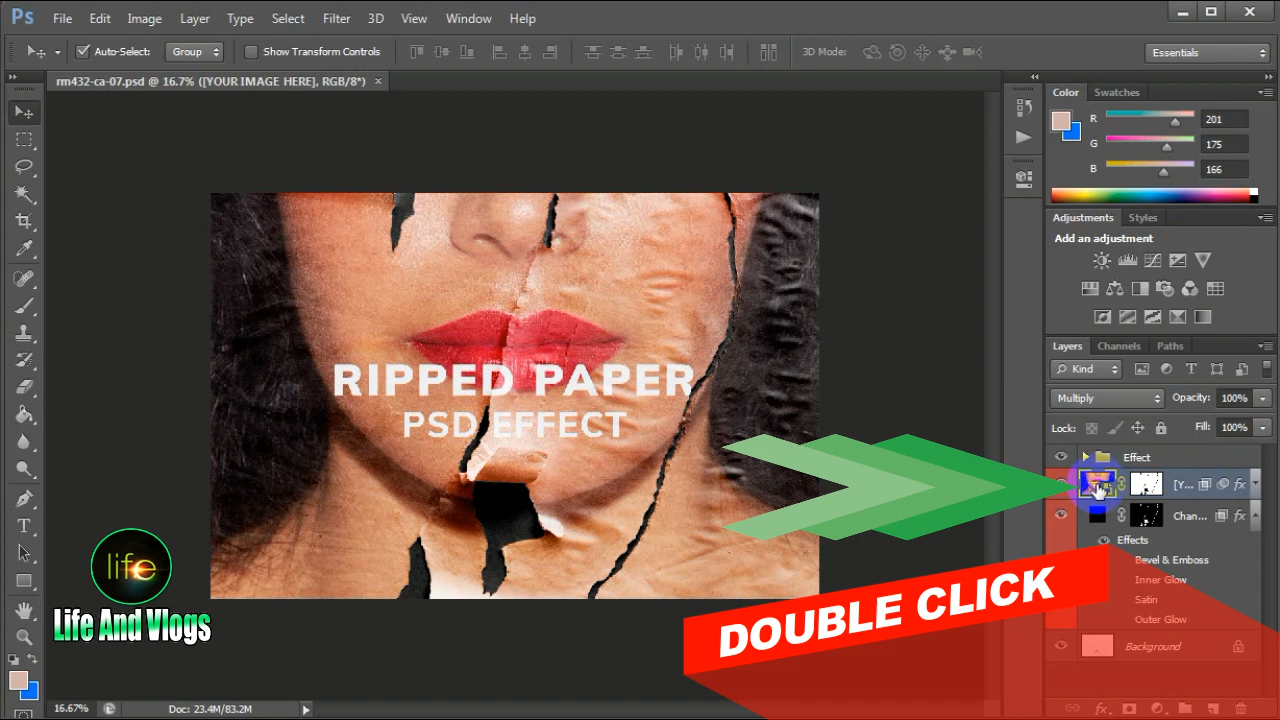 Ps File Edit Image Layer Type Select Filter 3D View Window Help
Auto-Select: Group Show Transform Controls 3D Mode: Essentials
rm432-ca-07.psd @ 16.7% ([YOUR IMAGE HERE], RGB/8*) ×
Color Swatches
R 201
G 175
B 166
Adjustments Styles
Add an adjustment
Layers Channels Paths
Kind
Multiply Opacity: 100%
Lock: Fill: 100%
Effect
[Y... fx
Chan... fx
Effects
Bevel & Emboss
Inner Glow
Satin
Outer Glow
Background
RIPPED PAPER
PSD EFFECT
DOUBLE CLICK
life
Life And Vlogs
16.67% Doc: 23.4M/83.2M